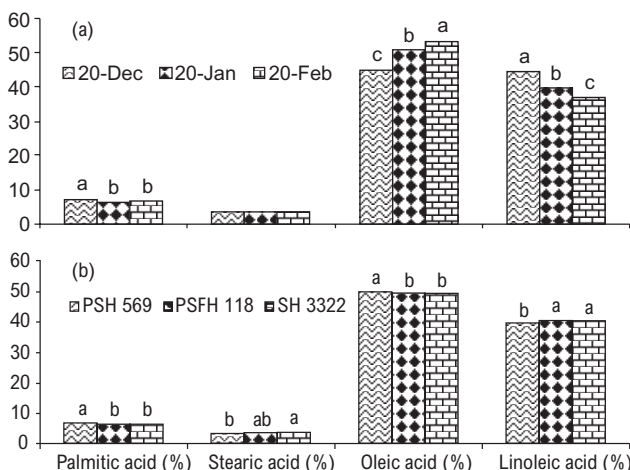 60
(a)
a
b
c
a
50
b
20-Dec 20-Jan 20-Feb
c
40
30
20
a b b
10
0
60
(b)
a b b
50
PSH 569 PSFH 118 SH 3322
b a a
40
30
20
a b b
b ab a
10
0
Palmitic acid (%) Stearic acid (%) Oleic acid (%) Linoleic acid (%)